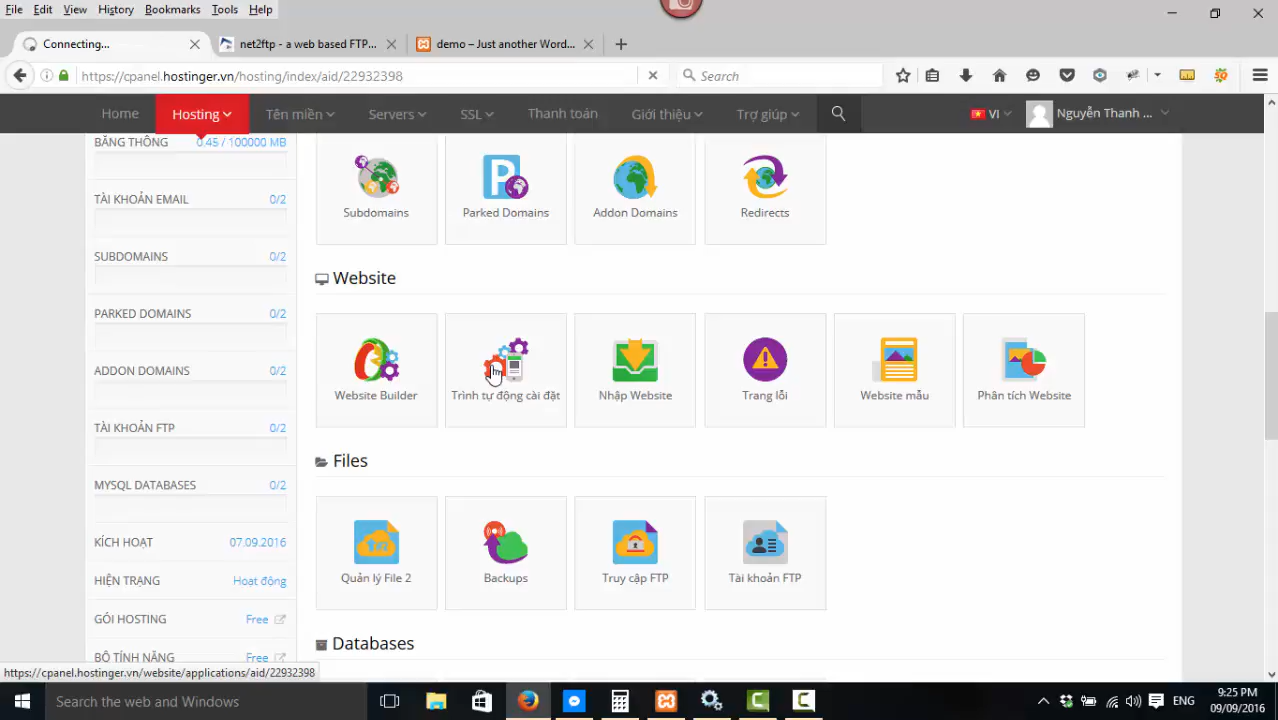 File Edit View History Bookmarks Tools Help
Connecting... net2ftp - a web based FTP... demo – Just another Wor...
https://cpanel.hostinger.vn/hosting/index/aid/22932398 Search
Home Hosting Tên miền Servers SSL Thanh toán Giới thiệu Trợ giúp VI Nguyễn Thanh ...
BĂNG THÔNG 0.45 / 100000 MB
TÀI KHOẢN EMAIL 0/2
SUBDOMAINS 0/2
PARKED DOMAINS 0/2
ADDON DOMAINS 0/2
TÀI KHOẢN FTP 0/2
MYSQL DATABASES 0/2
KÍCH HOẠT 07.09.2016
HIỆN TRẠNG Hoạt động
GÓI HOSTING Free
BỘ TÍNH NĂNG Free
Subdomains Parked Domains Addon Domains Redirects
Website
Website Builder Trình tự động cài đặt Nhập Website Trang lỗi Website mẫu Phân tích Website
Files
Quản lý File 2 Backups Truy cập FTP Tài khoản FTP
Databases
https://cpanel.hostinger.vn/website/applications/aid/22932398
Search the web and Windows
ENG
9:25 PM
09/09/2016